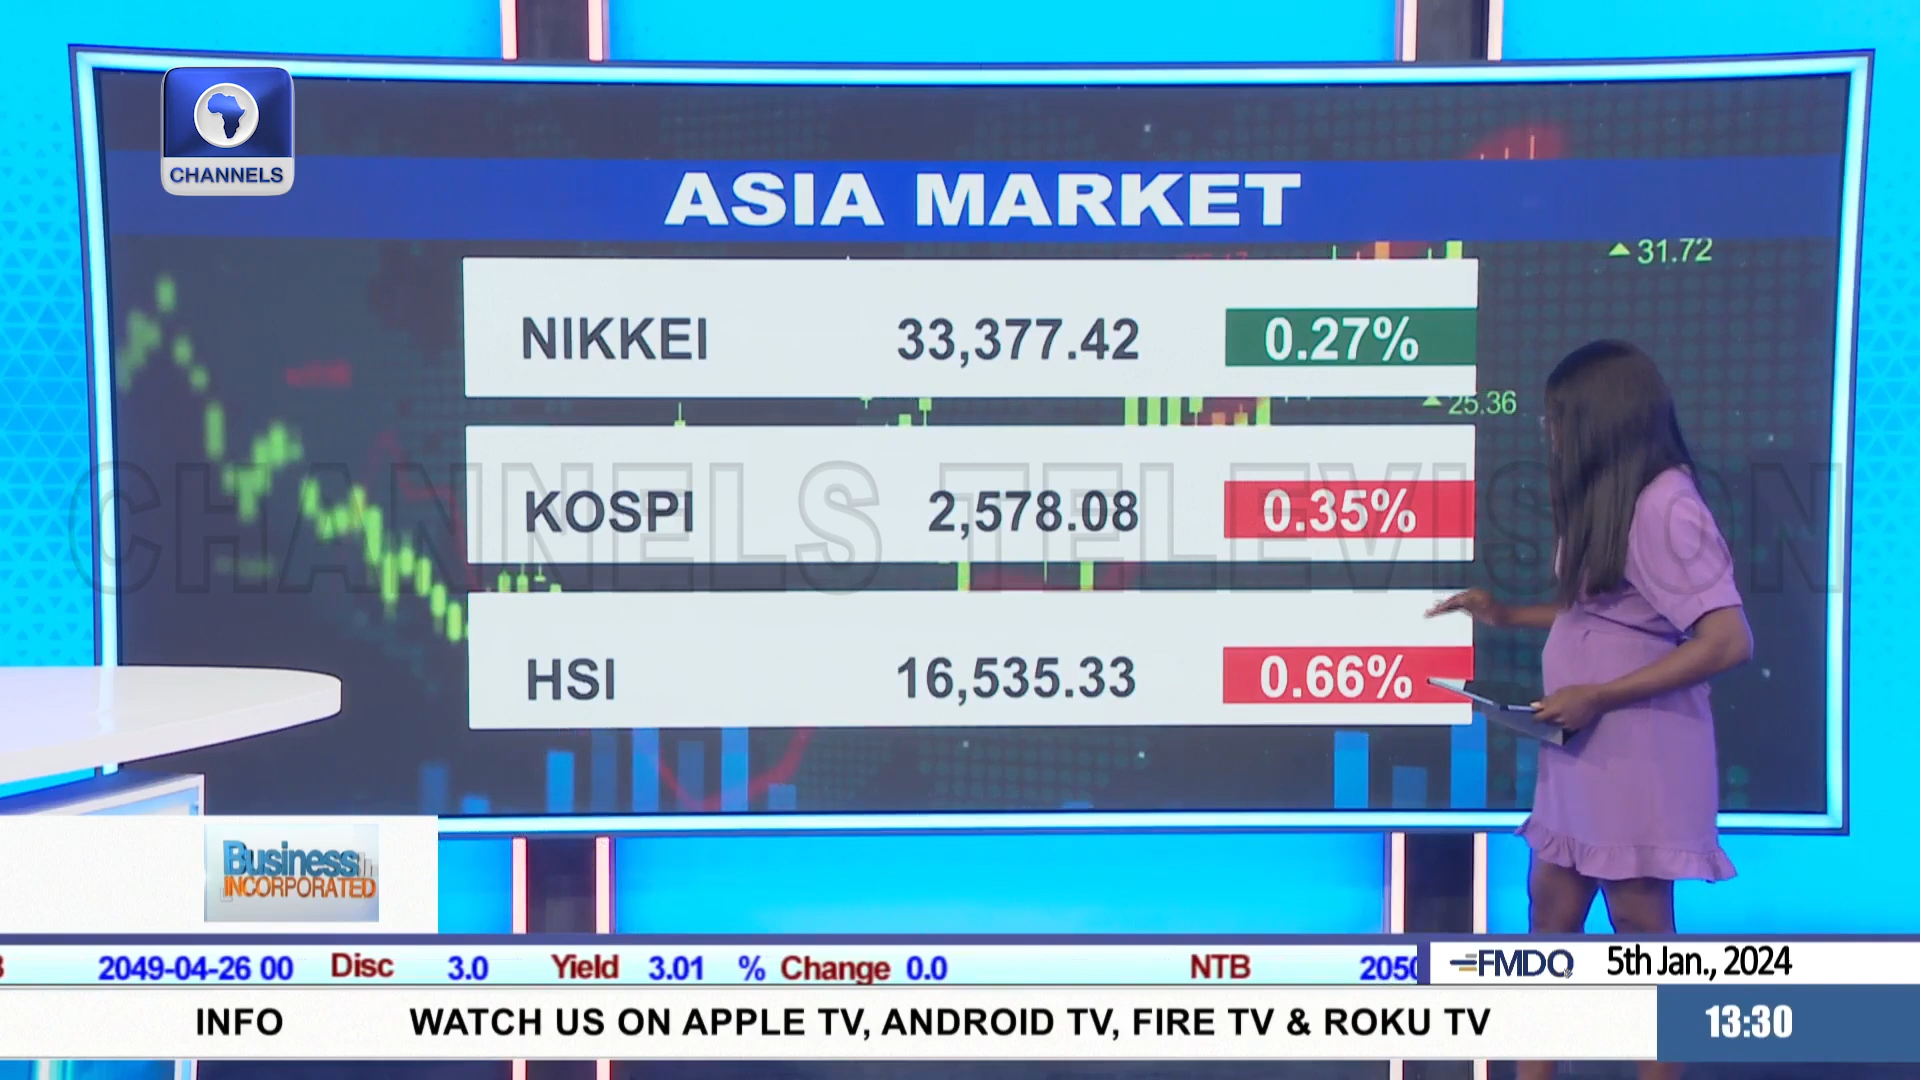 CHANNELS
ASIA MARKET
31.72
NIKKEI 33,377.42 0.27%
25.36
KOSPI 2,578.08 0.35%
CHANNELS TELEVISION
HSI 16,535.33 0.66%
Business
INCORPORATED
2049-04-26 00 Disc 3.0 Yield 3.01 % Change 0.0 NTB 2050 FMDQ 5th Jan., 2024
INFO WATCH US ON APPLE TV, ANDROID TV, FIRE TV & ROKU TV 13:30